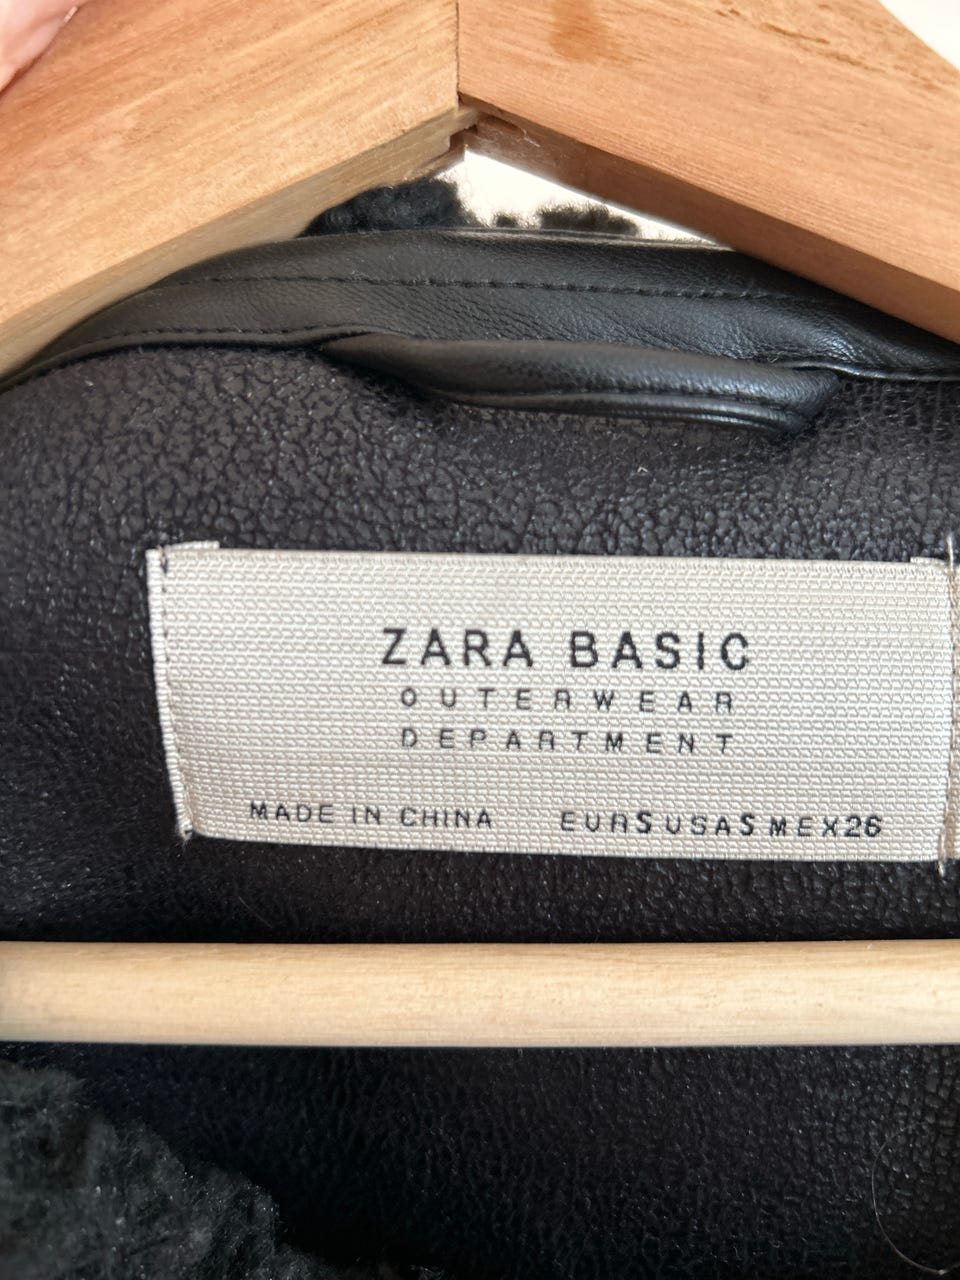 ZARA BASIC
OUTERWEAR
DEPARTMENT
MADE IN CHINA EUR S USA S MEX 26